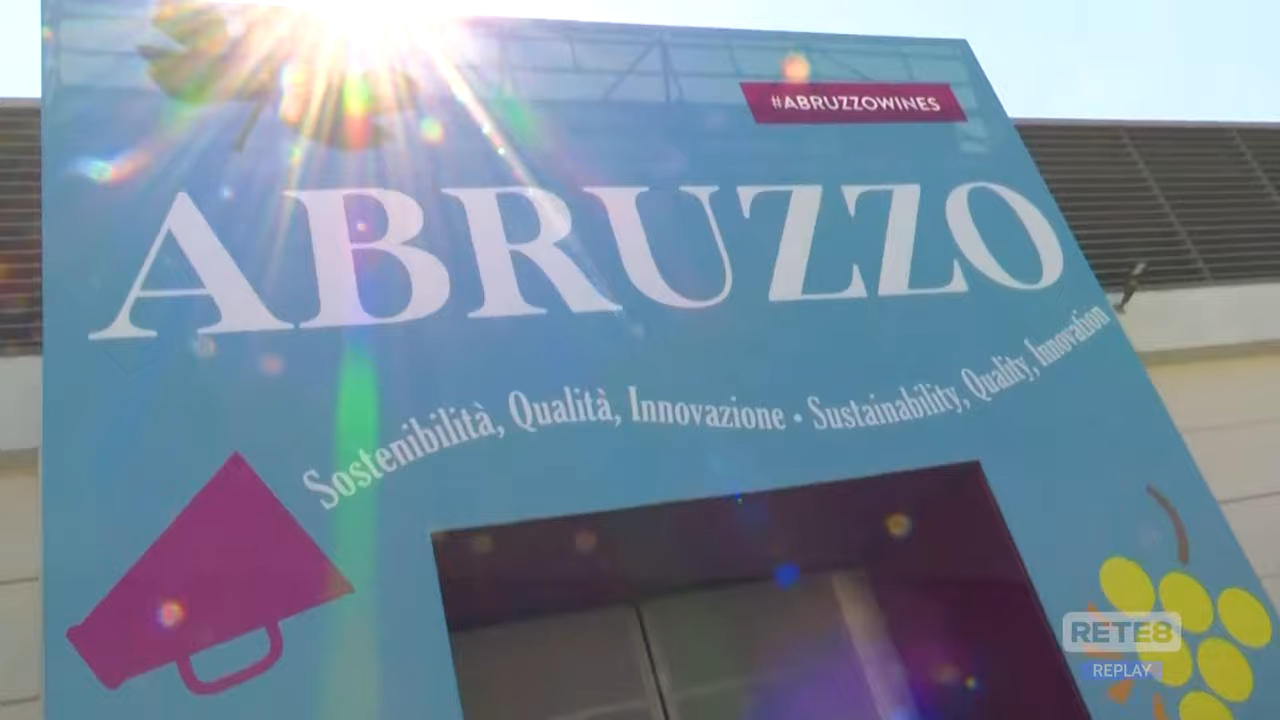 #ABRUZZOWINES
ABRUZZO
Sostenibilità, Qualità, Innovazione • Sustainability, Quality, Innovation
RETE8
REPLAY